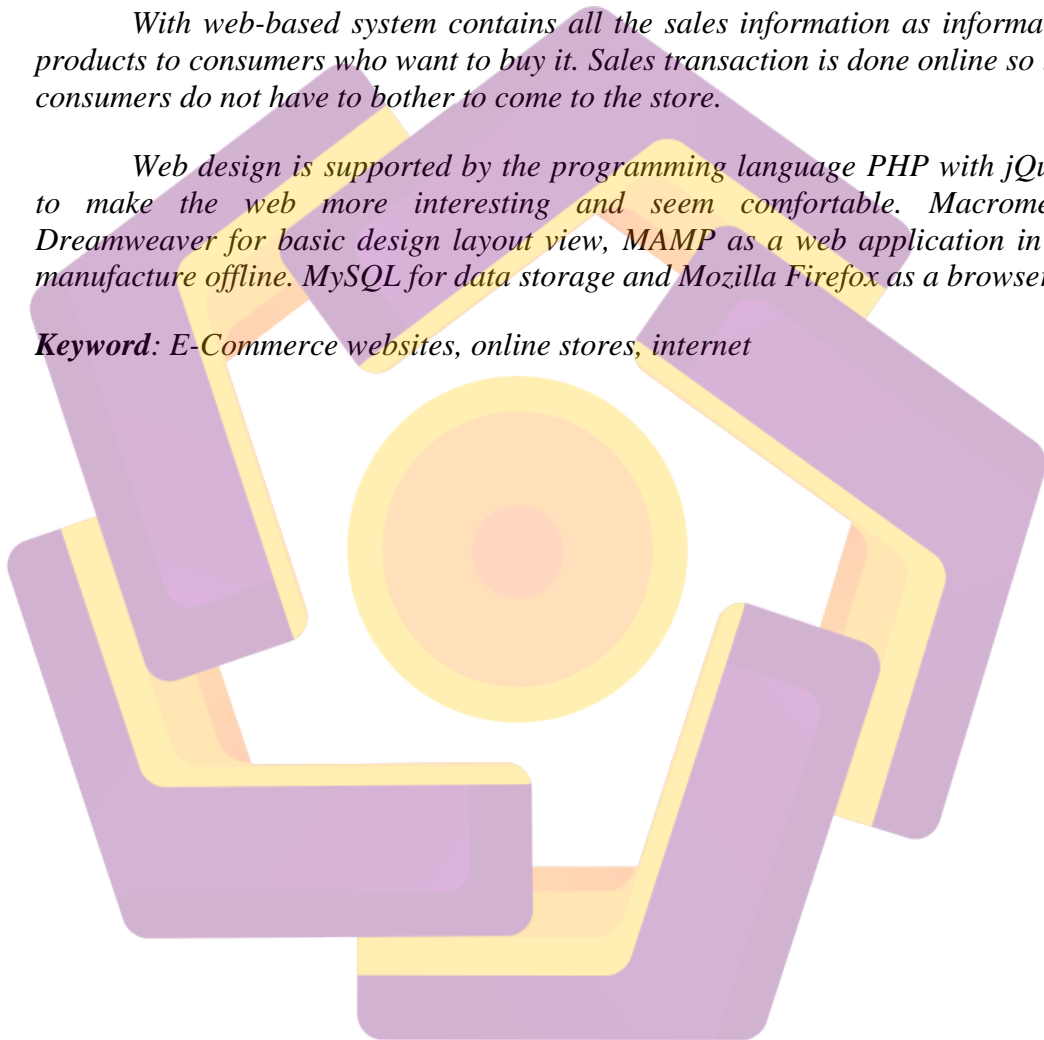 With web-based system contains all the sales information as
products to consumers who want to buy it. Sales transaction is done online so
consumers do not have to bother to come to the store.
Web design is supported by the programming language PHP with
to make the web more interesting and seem comfortable.
Dreamweaver for basic design layout view, MAMP as a web application in
manufacture offline. MySQL for data storage and Mozilla Firefox as a browser
Keyword: E-Commerce websites, online stores, internet